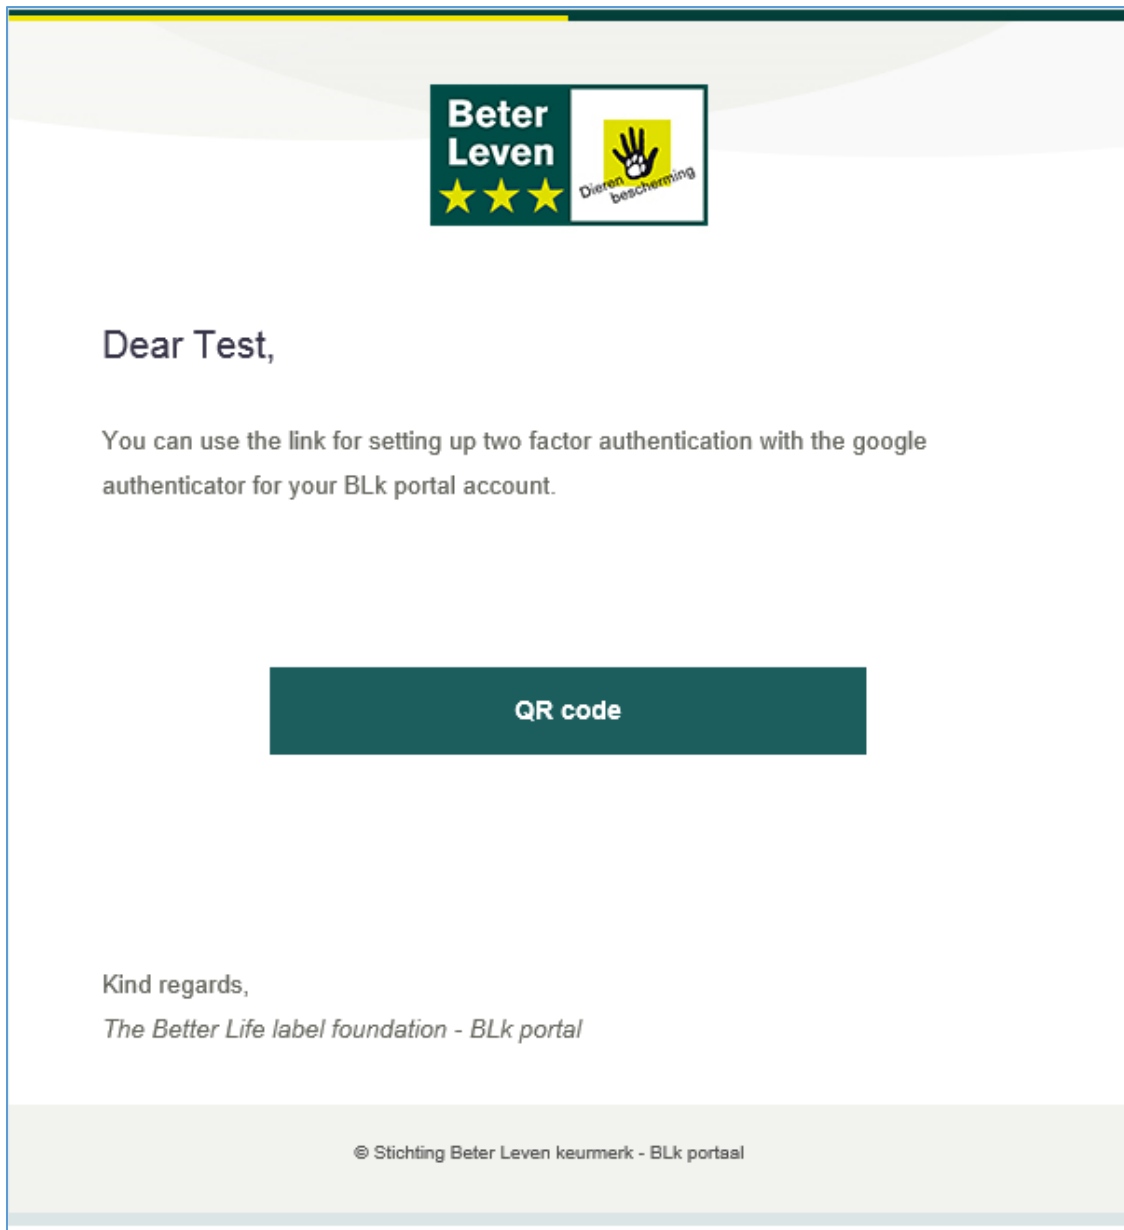 Beter
Leven
Dieren
bescherming
Dear Test,
You can use the link for setting up two factor authentication with the google
authenticator for your BLk portal account.
QR code
Kind regards,
The Better Life label foundation - BLk portal
© Stichting Beter Leven keurmerk - BLk portaal